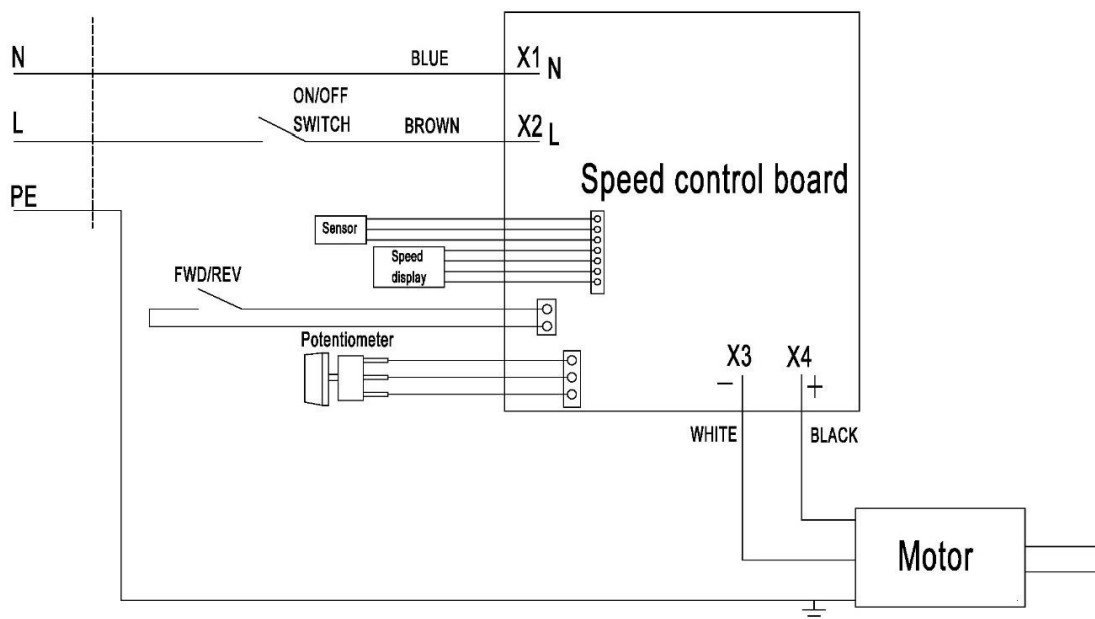 N
BLUE
X1 N
ON/OFF
SWITCH
L
BROWN
X2 L
Speed control board
PE
Sensor
Speed
display
FWD/REV
Potentiometer
X3
X4
−
+
WHITE
BLACK
Motor